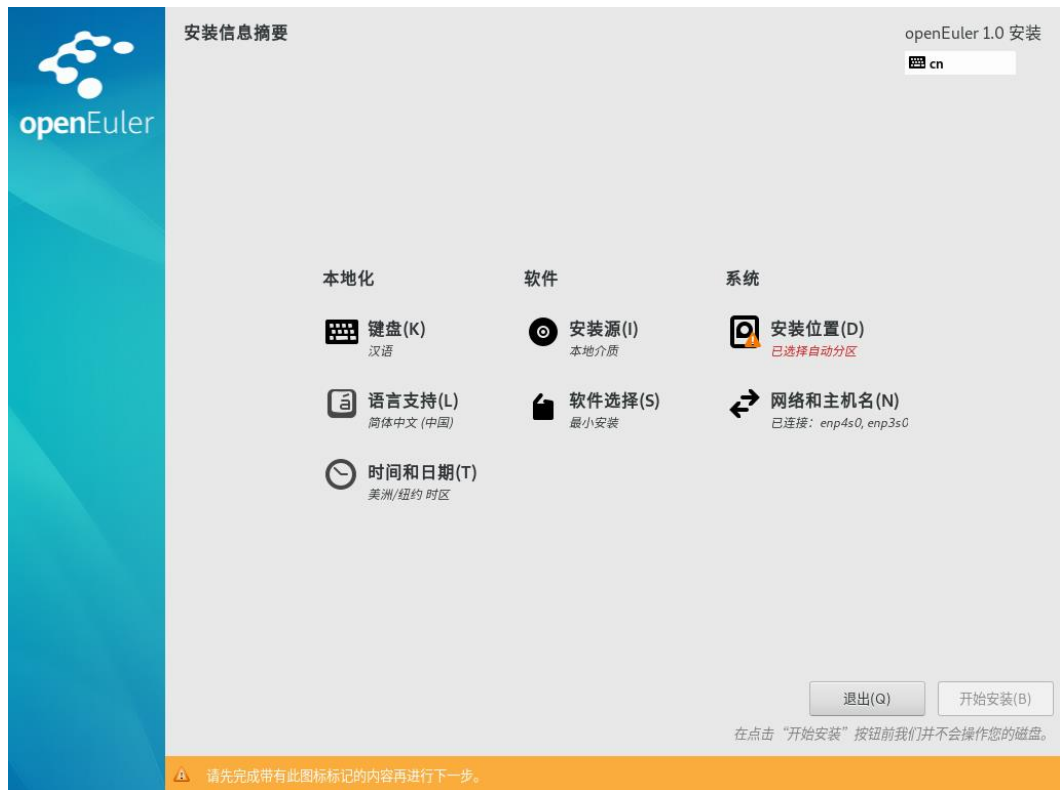 openEuler
安装信息摘要
openEuler 1.0 安装
cn
本地化
软件
系统
键盘(K)
汉语
安装源(I)
本地介质
安装位置(D)
已选择自动分区
语言支持(L)
简体中文 (中国)
软件选择(S)
最小安装
网络和主机名(N)
已连接：enp4s0, enp3s0
时间和日期(T)
美洲/纽约 时区
退出(Q)
开始安装(B)
在点击“开始安装”按钮前我们并不会操作您的磁盘。
请先完成带有此图标标记的内容再进行下一步。